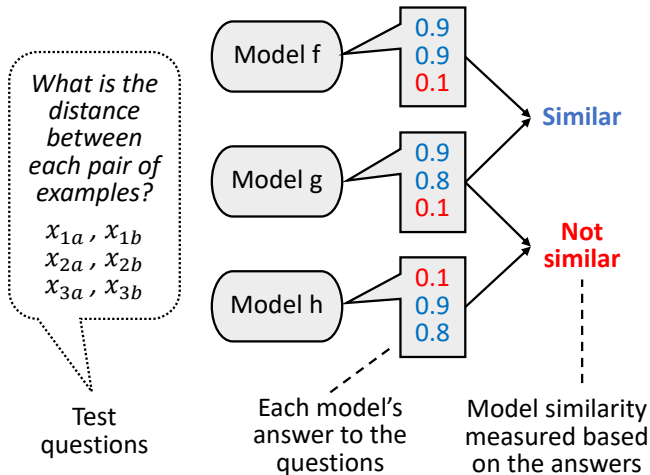 What is the
distance
between
each pair of
examples?
x₁ₐ , x₁b
x₂ₐ , x₂b
x₃ₐ , x₃b
Test
questions
Model f
0.9
0.9
0.1
Model g
0.9
0.8
0.1
Model h
0.1
0.9
0.8
Each model's
answer to the
questions
Similar
Not
similar
Model similarity
measured based
on the answers